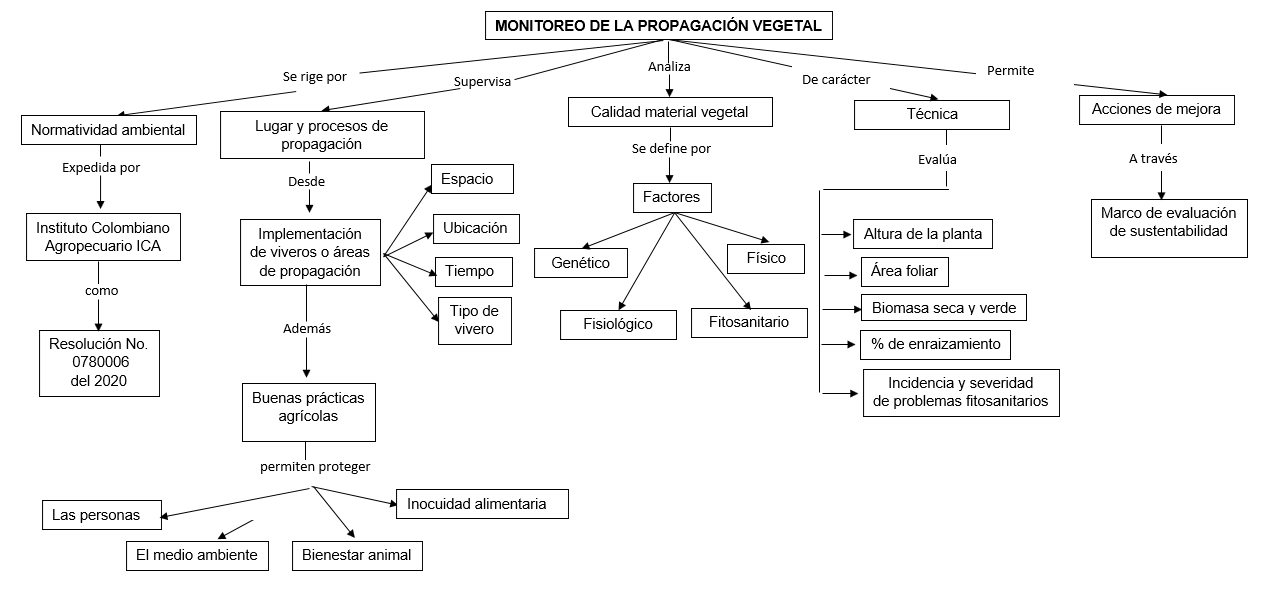 MONITOREO DE LA PROPAGACIÓN VEGETAL
Se rige por
Supervisa
Analiza
De carácter
Permite
Normatividad ambiental
Lugar y procesos de
propagación
Calidad material vegetal
Técnica
Acciones de mejora
Expedida por
Desde
Se define por
Evalúa
A través
Instituto Colombiano
Agropecuario ICA
Implementación
de viveros o áreas
de propagación
Espacio
Ubicación
Tiempo
Tipo de
vivero
Factores
Genético
Físico
Fisiológico
Fitosanitario
Altura de la planta
Área foliar
Biomasa seca y verde
% de enraizamiento
Incidencia y severidad
de problemas fitosanitarios
Marco de evaluación
de sustentabilidad
como
Además
Resolución No.
0780006
del 2020
Buenas prácticas
agrícolas
permiten proteger
Las personas
Inocuidad alimentaria
El medio ambiente
Bienestar animal